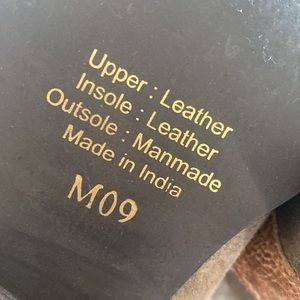 Upper : Leather
Insole : Leather
Outsole : Manmade
Made in India
M09